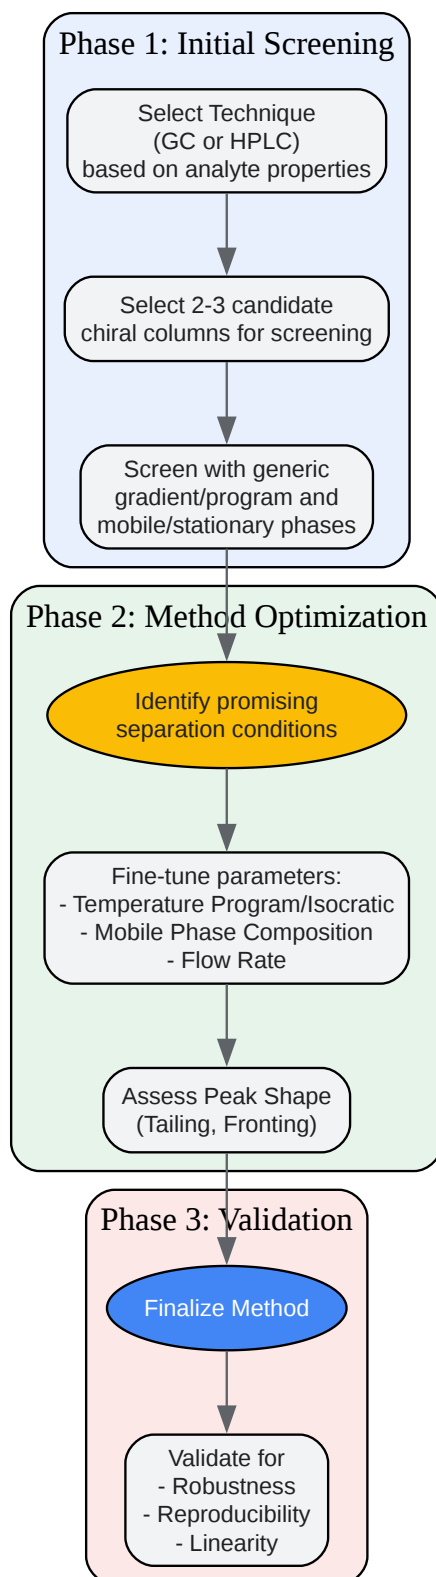 Phase 1: Initial Screening
Select Technique
(GC or HPLC)
based on analyte properties
Select 2-3 candidate
chiral columns for screening
Screen with generic
gradient/program and
mobile/stationary phases
Phase 2: Method Optimization
Identify promising
separation conditions
Fine-tune parameters:
- Temperature Program/Isocratic
- Mobile Phase Composition
- Flow Rate
Assess Peak Shape
(Tailing, Fronting)
Phase 3: Validation
Finalize Method
Validate for
- Robustness
- Reproducibility
- Linearity